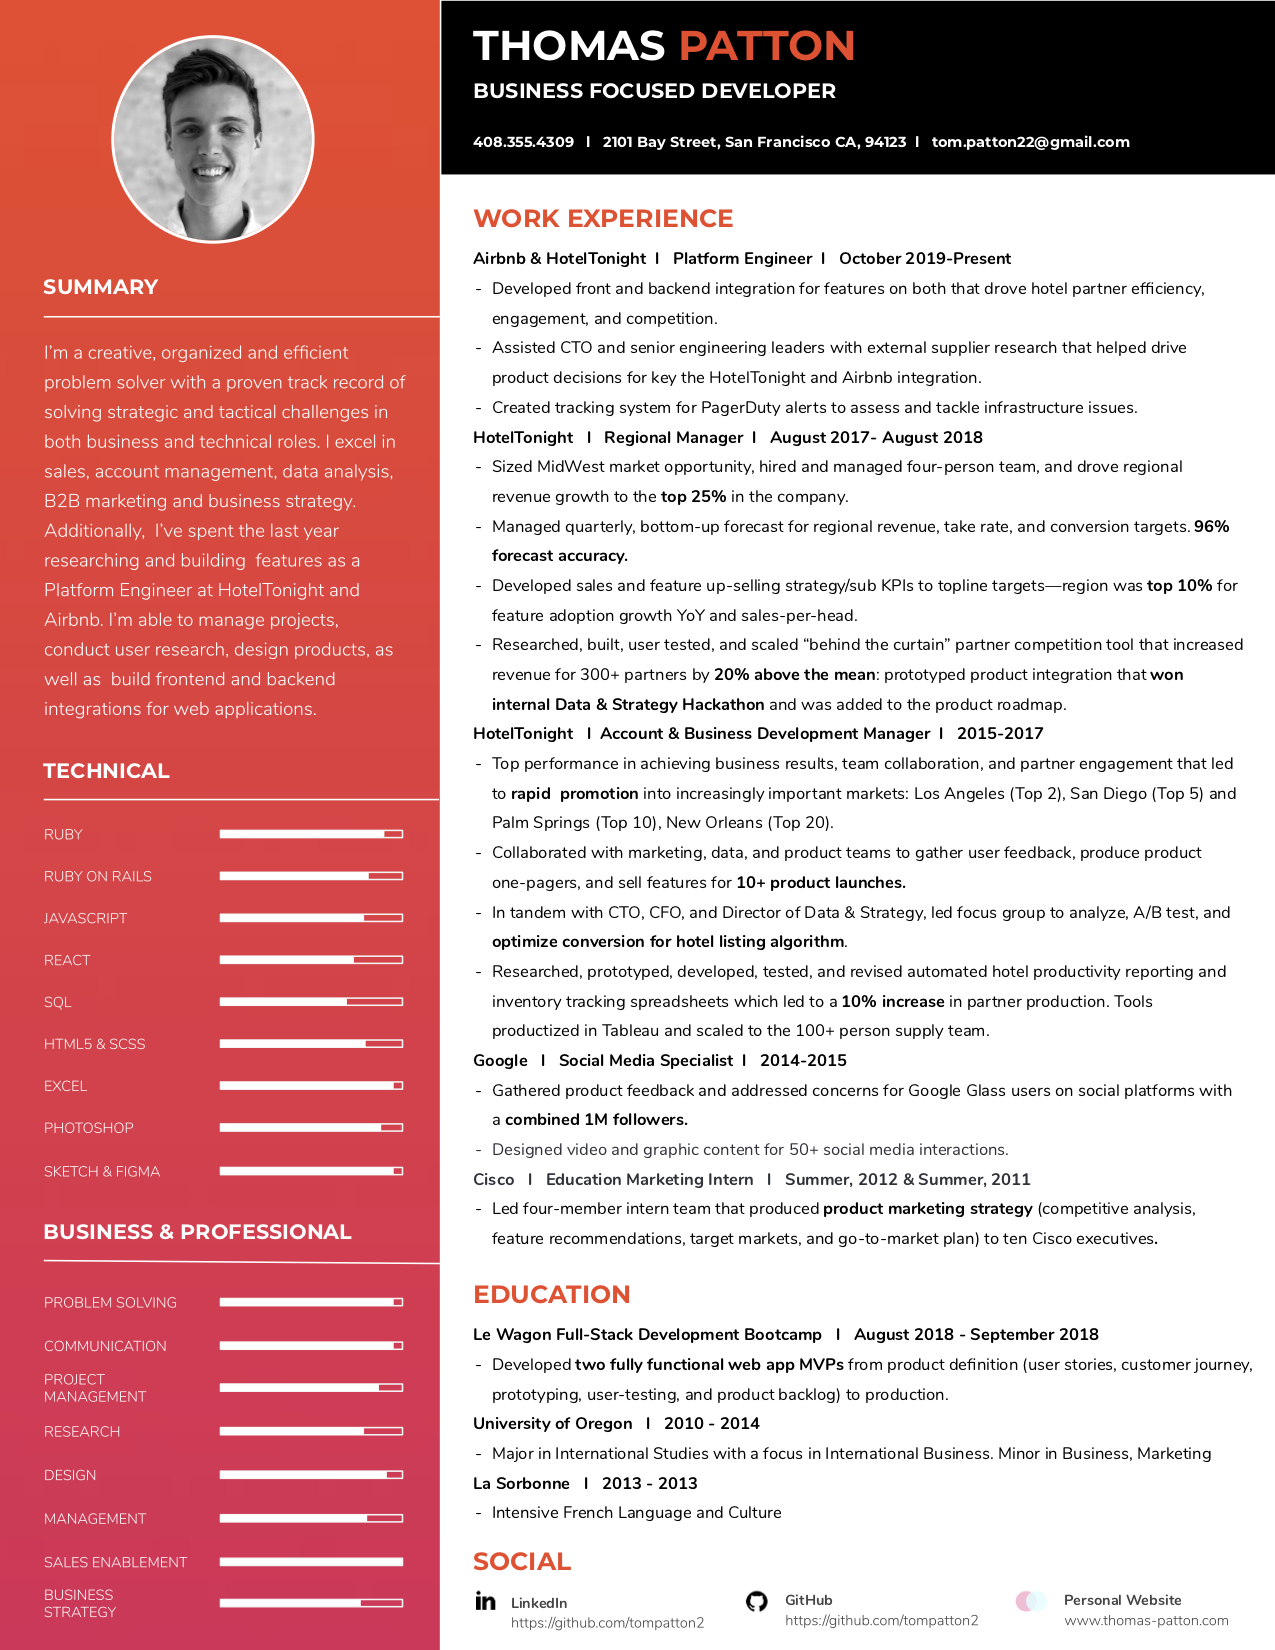 THOMAS PATTON
BUSINESS FOCUSED DEVELOPER
408.355.4309 l 2101 Bay Street, San Francisco CA, 94123 l tom.patton22@gmail.com
SUMMARY
I'm a creative, organized and efficient
problem solver with a proven track record of
solving strategic and tactical challenges in
both business and technical roles. I excel in
sales, account management, data analysis,
B2B marketing and business strategy.
Additionally, I've spent the last year
researching and building features as a
Platform Engineer at HotelTonight and
Airbnb. I'm able to manage projects,
conduct user research, design products, as
well as build frontend and backend
integrations for web applications.
TECHNICAL
RUBY
RUBY ON RAILS
JAVASCRIPT
REACT
SQL
HTML5 & SCSS
EXCEL
PHOTOSHOP
SKETCH & FIGMA
BUSINESS & PROFESSIONAL
PROBLEM SOLVING
COMMUNICATION
PROJECT
MANAGEMENT
RESEARCH
DESIGN
MANAGEMENT
SALES ENABLEMENT
BUSINESS
STRATEGY
WORK EXPERIENCE
Airbnb & HotelTonight l Platform Engineer l October 2019-Present
- Developed front and backend integration for features on both that drove hotel partner efficiency,
engagement, and competition.
- Assisted CTO and senior engineering leaders with external supplier research that helped drive
product decisions for key the HotelTonight and Airbnb integration.
- Created tracking system for PagerDuty alerts to assess and tackle infrastructure issues.
HotelTonight l Regional Manager l August 2017- August 2018
- Sized MidWest market opportunity, hired and managed four-person team, and drove regional
revenue growth to the top 25% in the company.
- Managed quarterly, bottom-up forecast for regional revenue, take rate, and conversion targets. 96%
forecast accuracy.
- Developed sales and feature up-selling strategy/sub KPIs to topline targets—region was top 10% for
feature adoption growth YoY and sales-per-head.
- Researched, built, user tested, and scaled “behind the curtain” partner competition tool that increased
revenue for 300+ partners by 20% above the mean: prototyped product integration that won
internal Data & Strategy Hackathon and was added to the product roadmap.
HotelTonight l Account & Business Development Manager l 2015-2017
- Top performance in achieving business results, team collaboration, and partner engagement that led
to rapid promotion into increasingly important markets: Los Angeles (Top 2), San Diego (Top 5) and
Palm Springs (Top 10), New Orleans (Top 20).
- Collaborated with marketing, data, and product teams to gather user feedback, produce product
one-pagers, and sell features for 10+ product launches.
- In tandem with CTO, CFO, and Director of Data & Strategy, led focus group to analyze, A/B test, and
optimize conversion for hotel listing algorithm.
- Researched, prototyped, developed, tested, and revised automated hotel productivity reporting and
inventory tracking spreadsheets which led to a 10% increase in partner production. Tools
productized in Tableau and scaled to the 100+ person supply team.
Google l Social Media Specialist l 2014-2015
- Gathered product feedback and addressed concerns for Google Glass users on social platforms with
a combined 1M followers.
- Designed video and graphic content for 50+ social media interactions.
Cisco l Education Marketing Intern l Summer, 2012 & Summer, 2011
- Led four-member intern team that produced product marketing strategy (competitive analysis,
feature recommendations, target markets, and go-to-market plan) to ten Cisco executives.
EDUCATION
Le Wagon Full-Stack Development Bootcamp l August 2018 - September 2018
- Developed two fully functional web app MVPs from product definition (user stories, customer journey,
prototyping, user-testing, and product backlog) to production.
University of Oregon l 2010 - 2014
- Major in International Studies with a focus in International Business. Minor in Business, Marketing
La Sorbonne l 2013 - 2013
- Intensive French Language and Culture
SOCIAL
LinkedIn
https://github.com/tompatton2
GitHub
https://github.com/tompatton2
Personal Website
www.thomas-patton.com